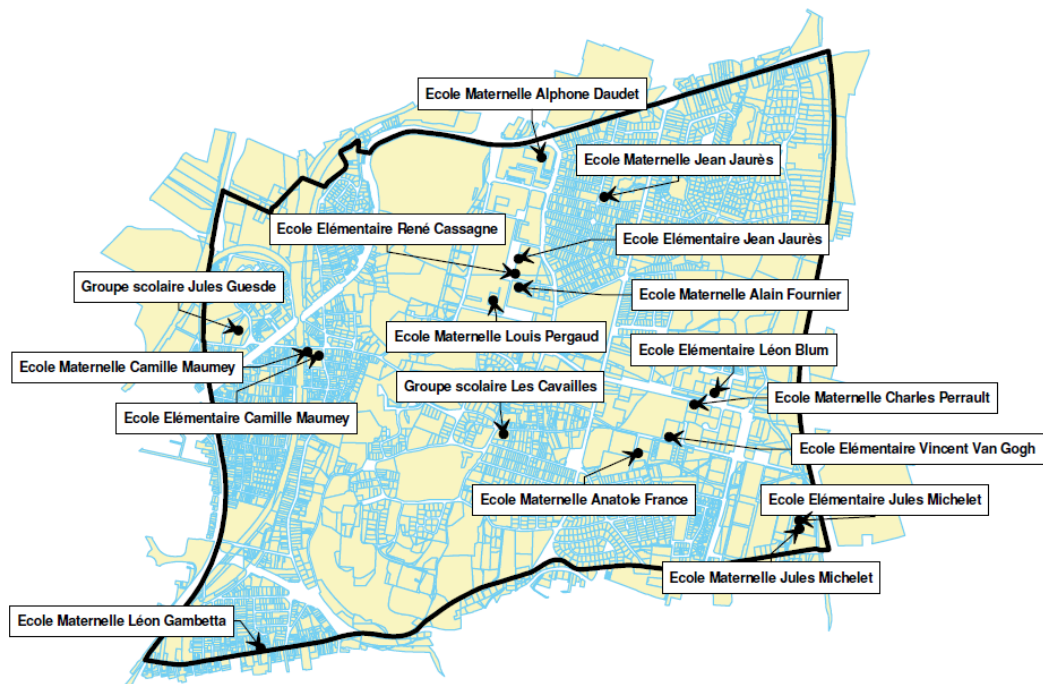 Ecole Maternelle Alphone Daudet
Ecole Maternelle Jean Jaurès
Ecole Elémentaire René Cassagne
Ecole Elémentaire Jean Jaurès
Groupe scolaire Jules Guesde
Ecole Maternelle Alain Fournier
Ecole Maternelle Louis Pergaud
Ecole Elémentaire Léon Blum
Ecole Maternelle Camille Maumey
Groupe scolaire Les Cavailles
Ecole Maternelle Charles Perrault
Ecole Elémentaire Camille Maumey
Ecole Elémentaire Vincent Van Gogh
Ecole Maternelle Anatole France
Ecole Elémentaire Jules Michelet
Ecole Maternelle Jules Michelet
Ecole Maternelle Léon Gambetta